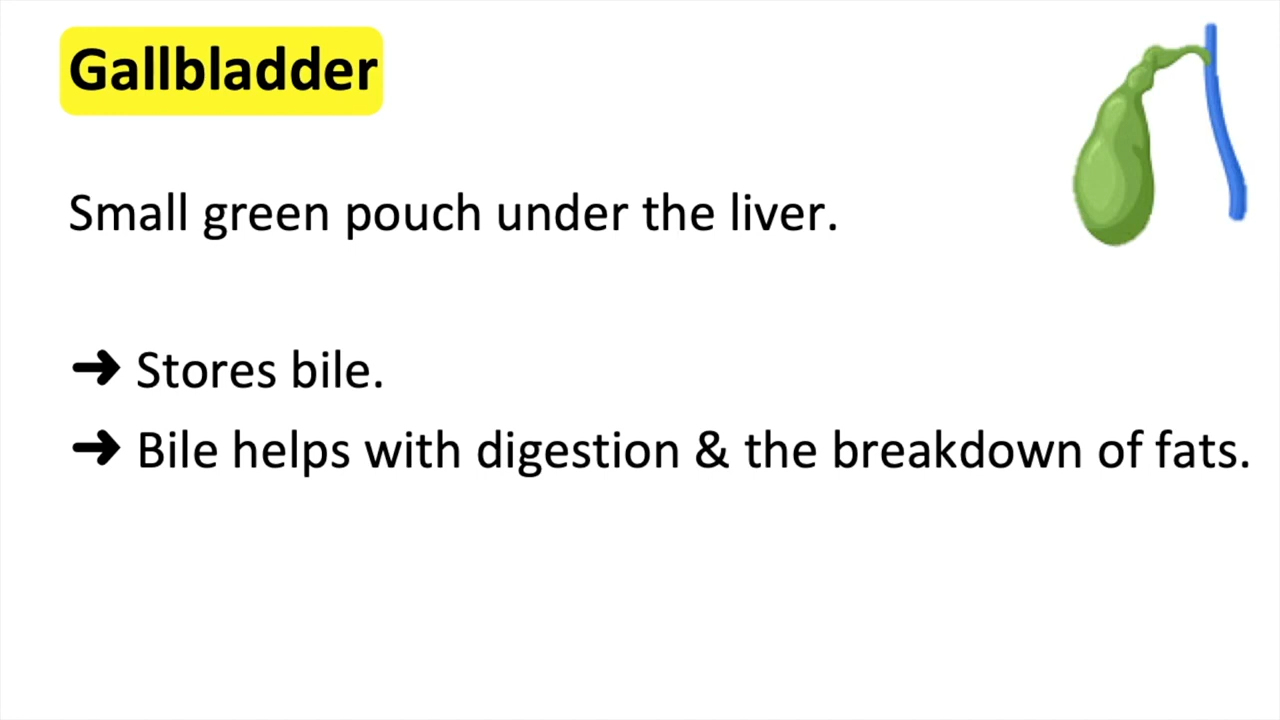 Gallbladder
Small green pouch under the liver.
➜ Stores bile.
➜ Bile helps with digestion & the breakdown of fats.